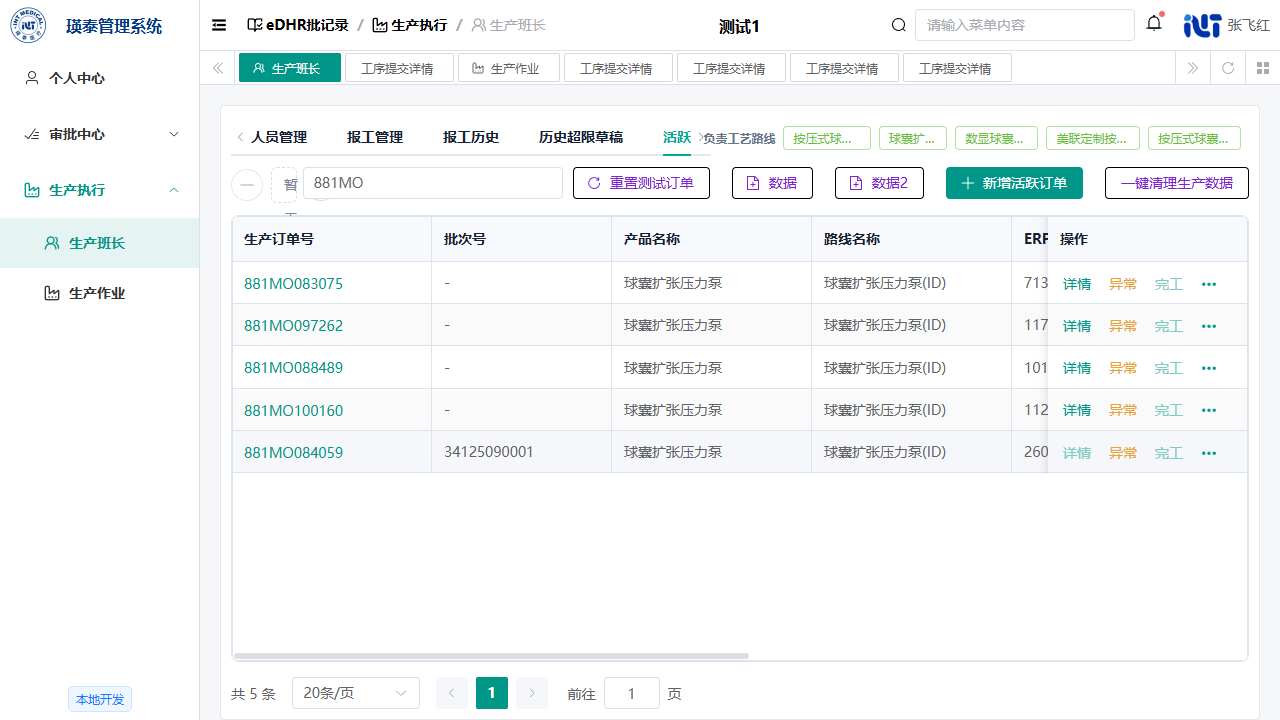 瑛泰管理系统
eDHR批记录 / 生产执行 / 生产班长
测试1
请输入菜单内容
张飞红
个人中心
审批中心
生产执行
生产班长
生产作业
本地开发
生产班长
工序提交详情
生产作业
工序提交详情
工序提交详情
工序提交详情
工序提交详情
人员管理
报工管理
报工历史
历史超限草稿
活跃
负责工艺路线
按压式球...
球囊扩...
数显球囊...
美联定制按...
按压式球囊...
暂
881MO
重置测试订单
数据
数据2
新增活跃订单
一键清理生产数据
生产订单号 批次号 产品名称 路线名称 ERP 操作
881MO083075 - 球囊扩张压力泵 球囊扩张压力泵(ID) 713 详情 异常 完工
881MO097262 - 球囊扩张压力泵 球囊扩张压力泵(ID) 117 详情 异常 完工
881MO088489 - 球囊扩张压力泵 球囊扩张压力泵(ID) 101 详情 异常 完工
881MO100160 - 球囊扩张压力泵 球囊扩张压力泵(ID) 112 详情 异常 完工
881MO084059 34125090001 球囊扩张压力泵 球囊扩张压力泵(ID) 260 详情 异常 完工
共 5 条 20条/页 1 前往 1 页